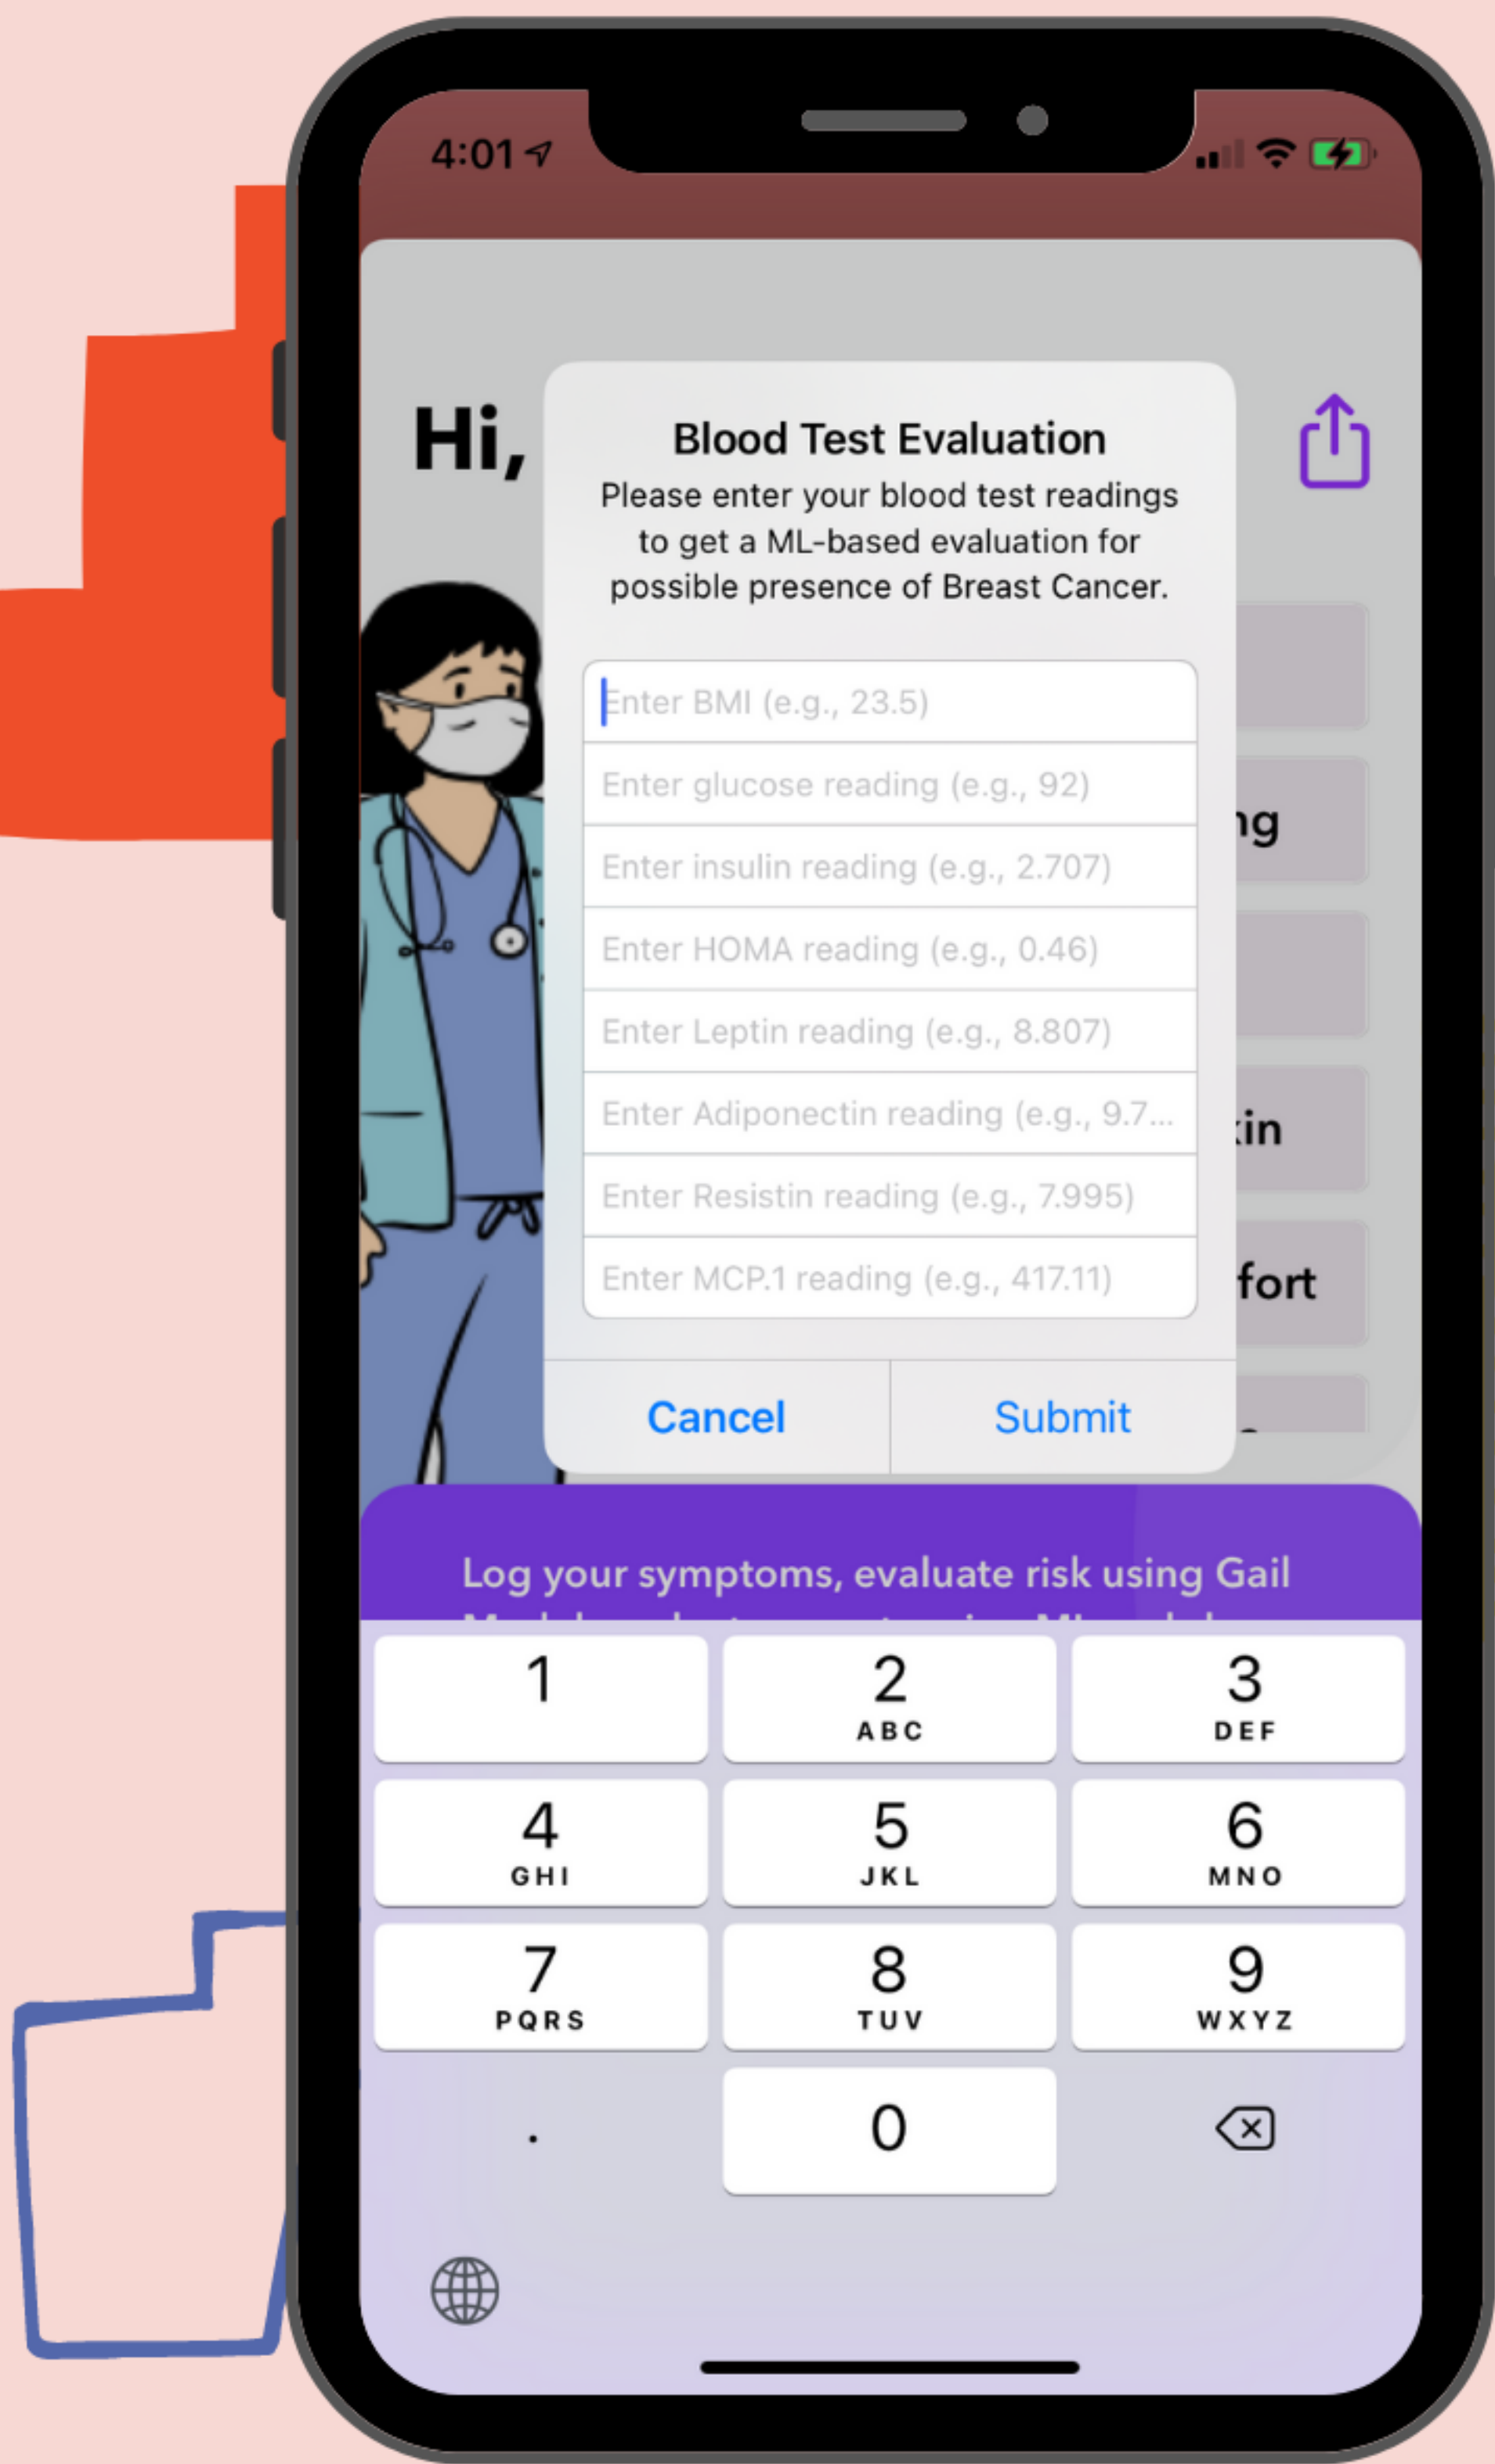 4:01
Hi,
Blood Test Evaluation
Please enter your blood test readings
to get a ML-based evaluation for
possible presence of Breast Cancer.
Enter BMI (e.g., 23.5)
Enter glucose reading (e.g., 92)
Enter insulin reading (e.g., 2.707)
Enter HOMA reading (e.g., 0.46)
Enter Leptin reading (e.g., 8.807)
Enter Adiponectin reading (e.g., 9.7...
Enter Resistin reading (e.g., 7.995)
Enter MCP.1 reading (e.g., 417.11)
ng
kin
fort
Cancel Submit
Log your symptoms, evaluate risk using Gail
1 2 3
ABC DEF
4 5 6
GHI JKL MNO
7 8 9
PQRS TUV WXYZ
. 0